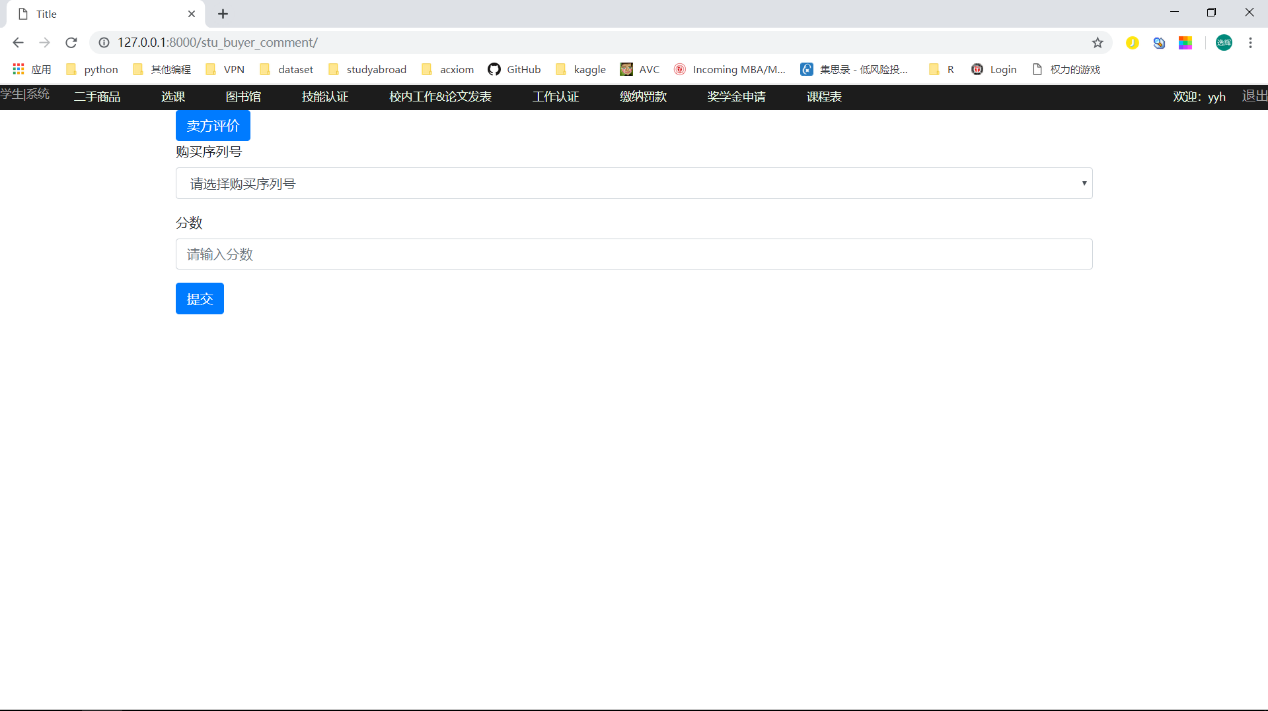 Title
127.0.0.1:8000/stu_buyer_comment/
应用 python 其他编程 VPN dataset studyabroad acxiom GitHub kaggle AVC Incoming MBA/M... 集思录 - 低风险投... R Login 权力的游戏
学生|系统 二手商品 选课 图书馆 技能认证 校内工作&论文发表 工作认证 缴纳罚款 奖学金申请 课程表 欢迎：yyh 退出
卖方评价
购买序列号
请选择购买序列号
分数
请输入分数
提交